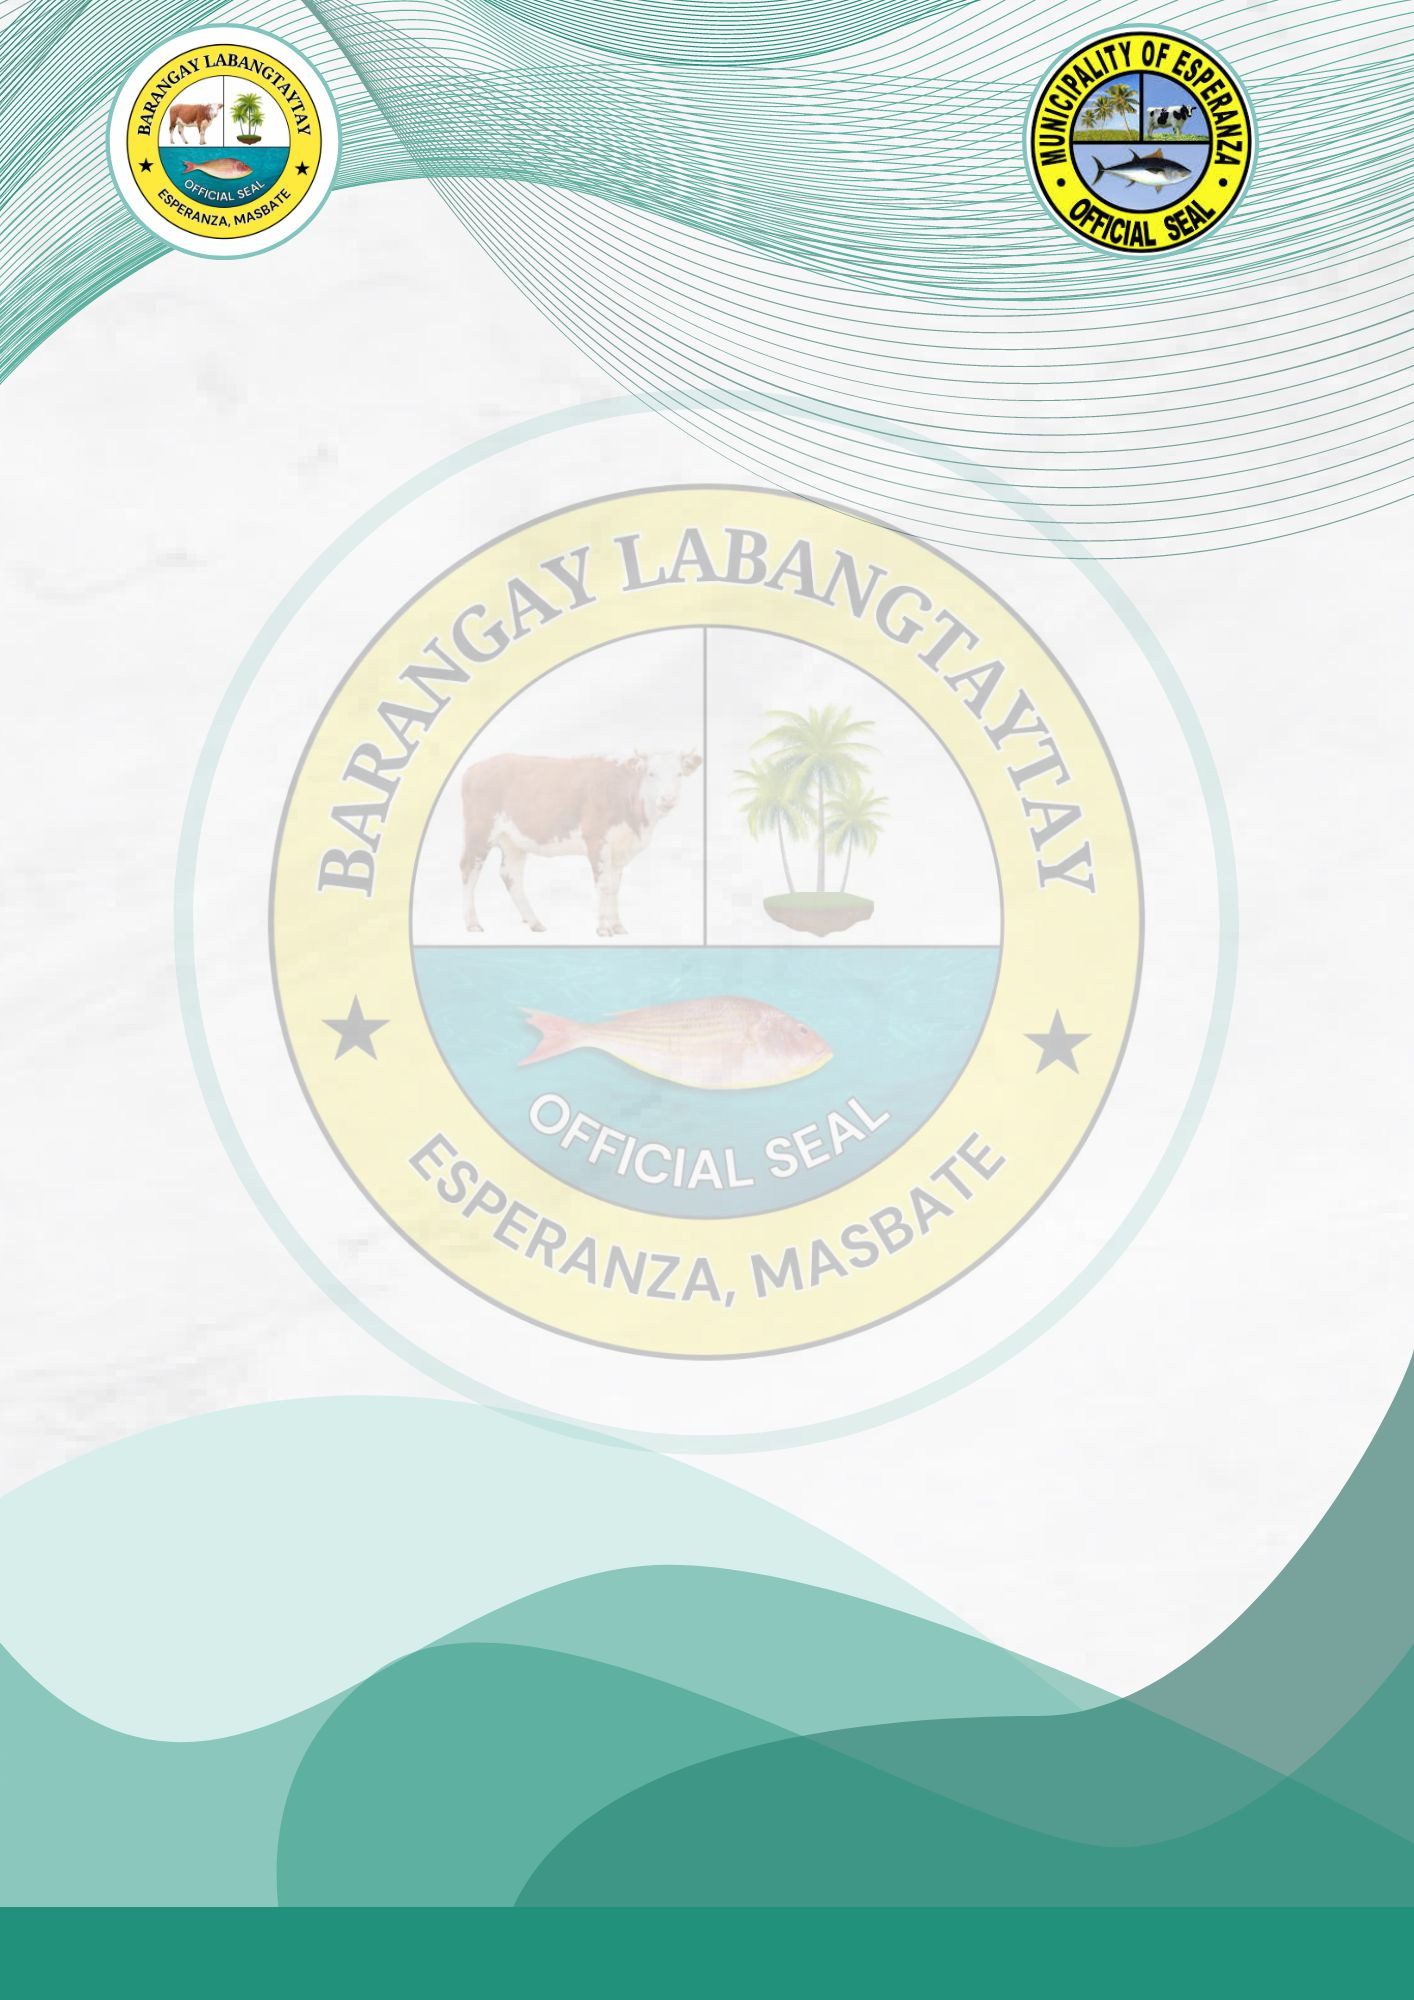 BARANGAY LABANGTAYTAY
OFFICIAL SEAL
ESPERANZA, MASBATE
MUNICIPALITY OF ESPERANZA
OFFICIAL SEAL
BARANGAY LABANGTAYTAY
OFFICIAL SEAL
ESPERANZA, MASBATE